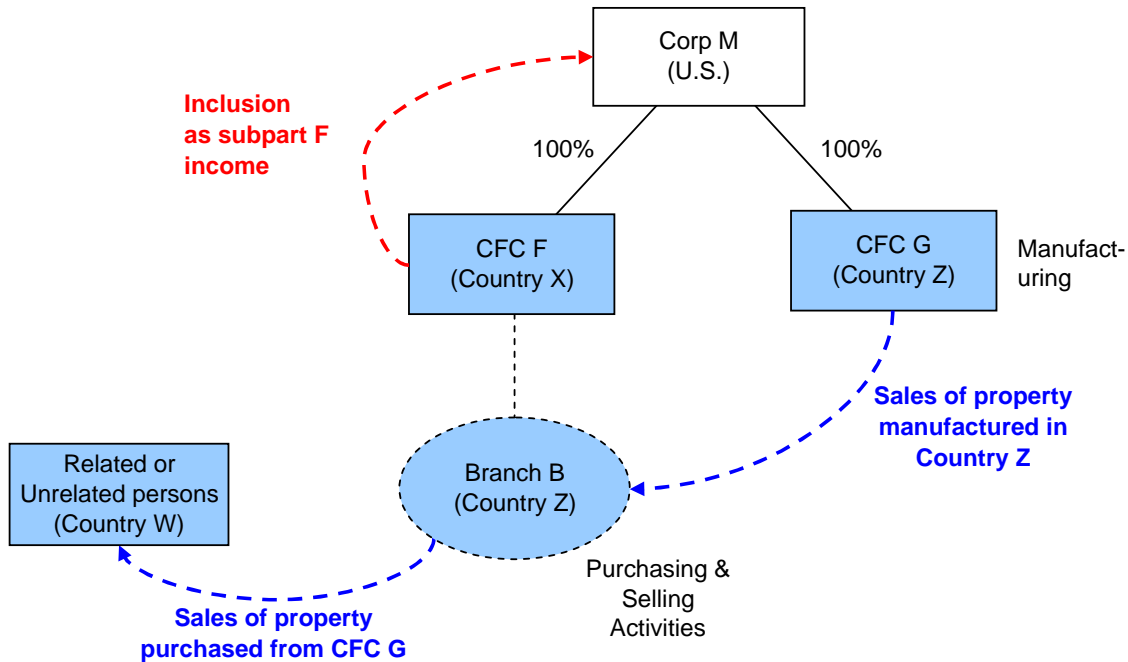 Corp M
(U.S.)
Inclusion
as subpart F
income
100%
100%
CFC F
(Country X)
CFC G
(Country Z)
Manufact-
uring
Sales of property
manufactured in
Country Z
Related or
Unrelated persons
(Country W)
Branch B
(Country Z)
Purchasing &
Selling
Activities
Sales of property
purchased from CFC G